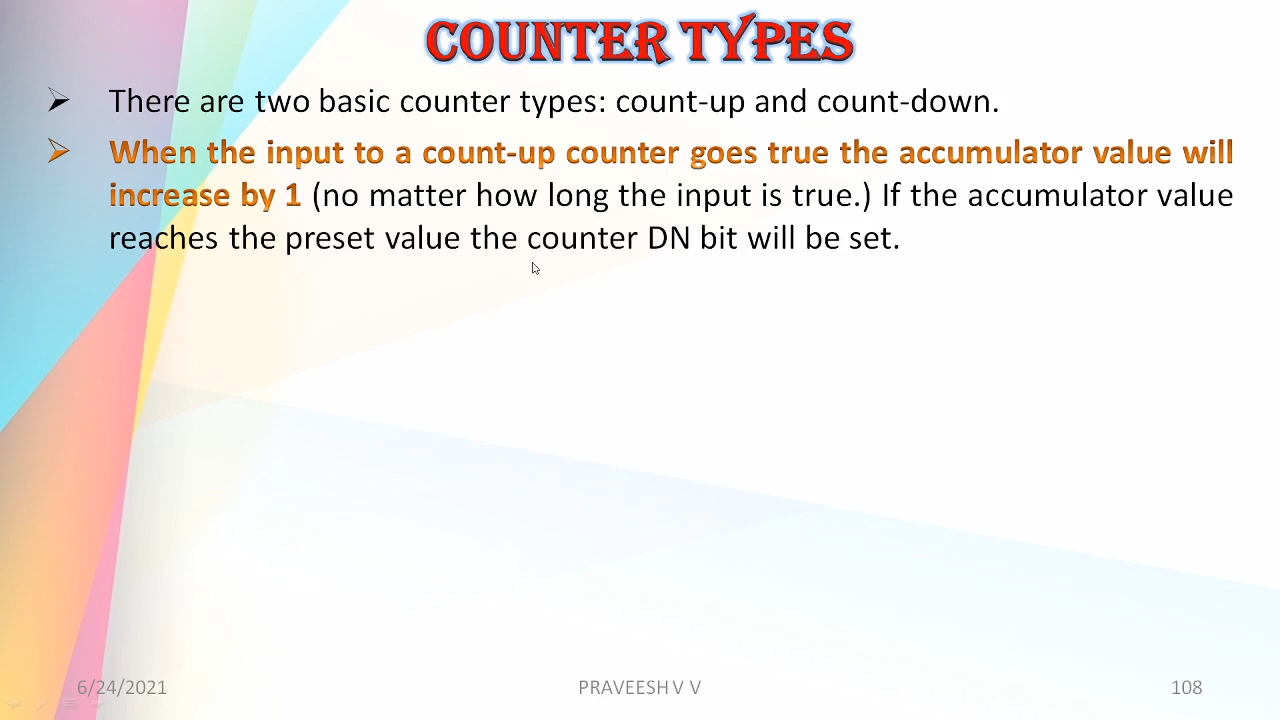 COUNTER TYPES
➢ There are two basic counter types: count-up and count-down.
➢ When the input to a count-up counter goes true the accumulator value will
increase by 1 (no matter how long the input is true.) If the accumulator value
reaches the preset value the counter DN bit will be set.
6/24/2021 PRAVEESH V V 108